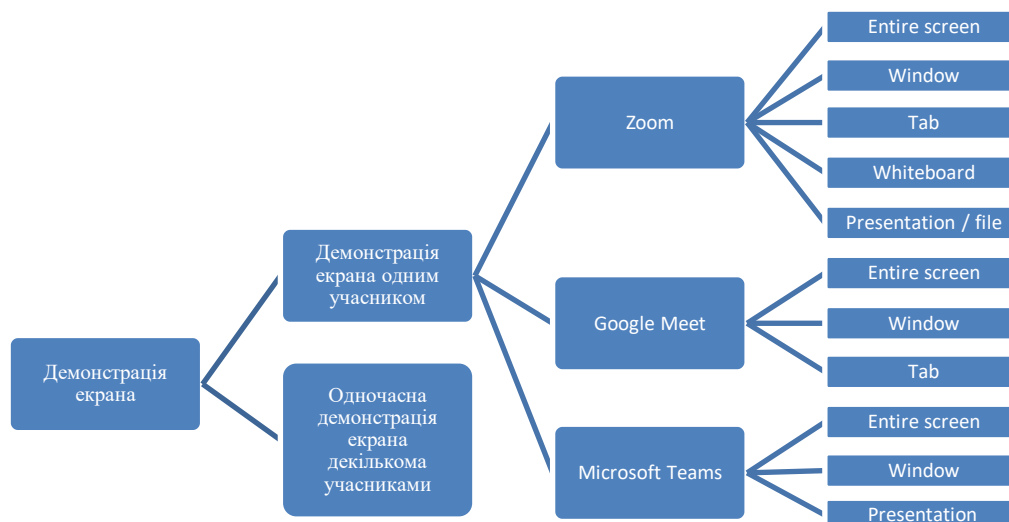 Демонстрація
екрана
Демонстрація
екрана одним
учасником
Одночасна
демонстрація
екрана
декількома
учасниками
Zoom
Entire screen
Window
Tab
Whiteboard
Presentation / file
Google Meet
Entire screen
Window
Tab
Microsoft Teams
Entire screen
Window
Presentation